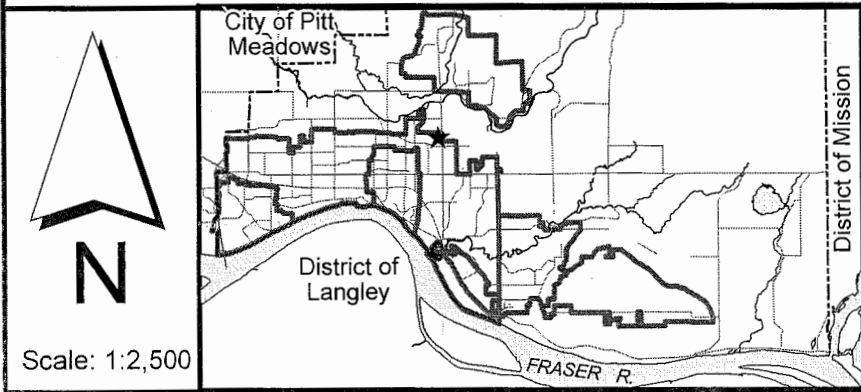 N
Scale: 1:2,500
City of Pitt
Meadows
District of
Langley
FRASER R.
District of Mission